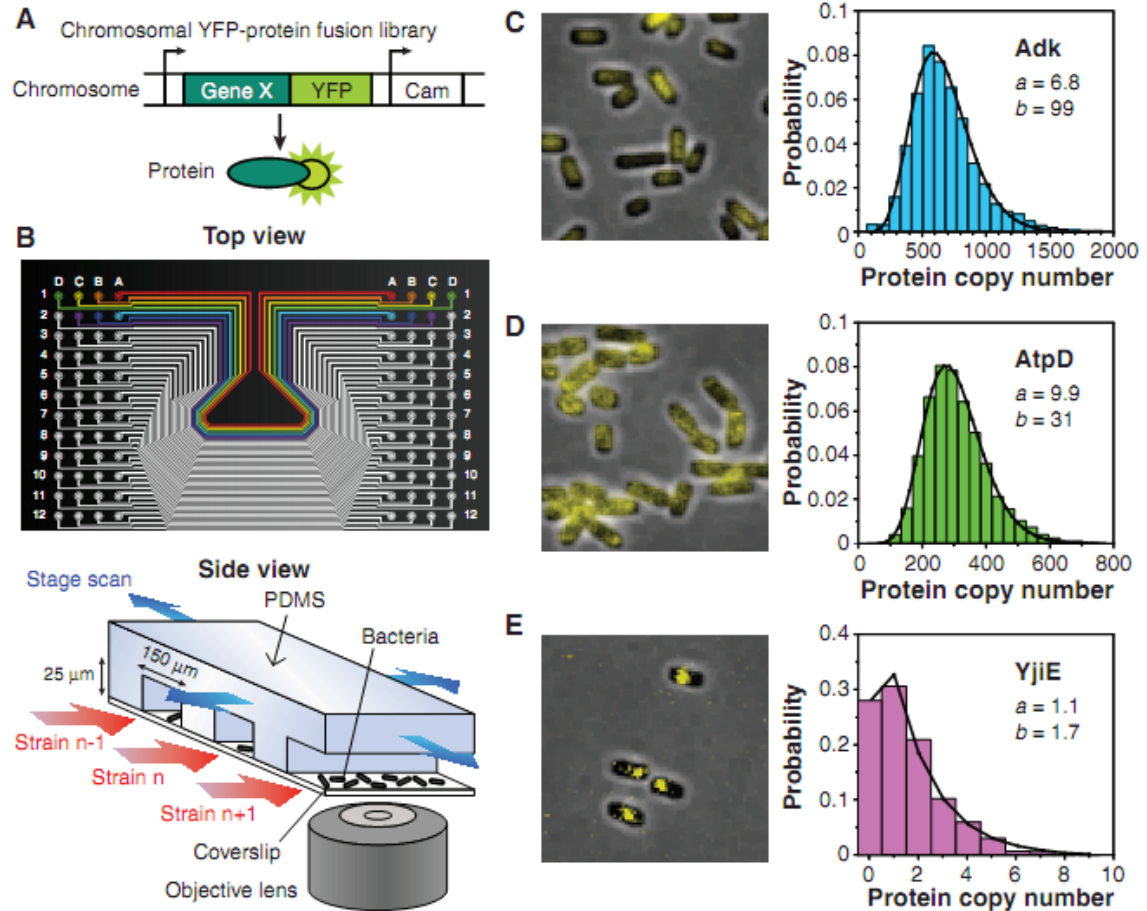 A
Chromosomal YFP-protein fusion library
Chromosome
Gene X
YFP
Cam
Protein
B
Top view
D C B A
A B C D
1 1
2 2
3 3
4 4
5 5
6 6
7 7
8 8
9 9
10 10
11 11
12 12
Side view
Stage scan
PDMS
Bacteria
150 μm
25 μm
Strain n-1
Strain n
Strain n+1
Coverslip
Objective lens
C
Adk
a = 6.8
b = 99
Probability
0.1
0.08
0.06
0.04
0.02
0
0 500 1000 1500 2000
Protein copy number
D
AtpD
a = 9.9
b = 31
Probability
0.1
0.08
0.06
0.04
0.02
0
0 200 400 600 800
Protein copy number
E
YjiE
a = 1.1
b = 1.7
Probability
0.4
0.3
0.2
0.1
0
0 2 4 6 8 10
Protein copy number